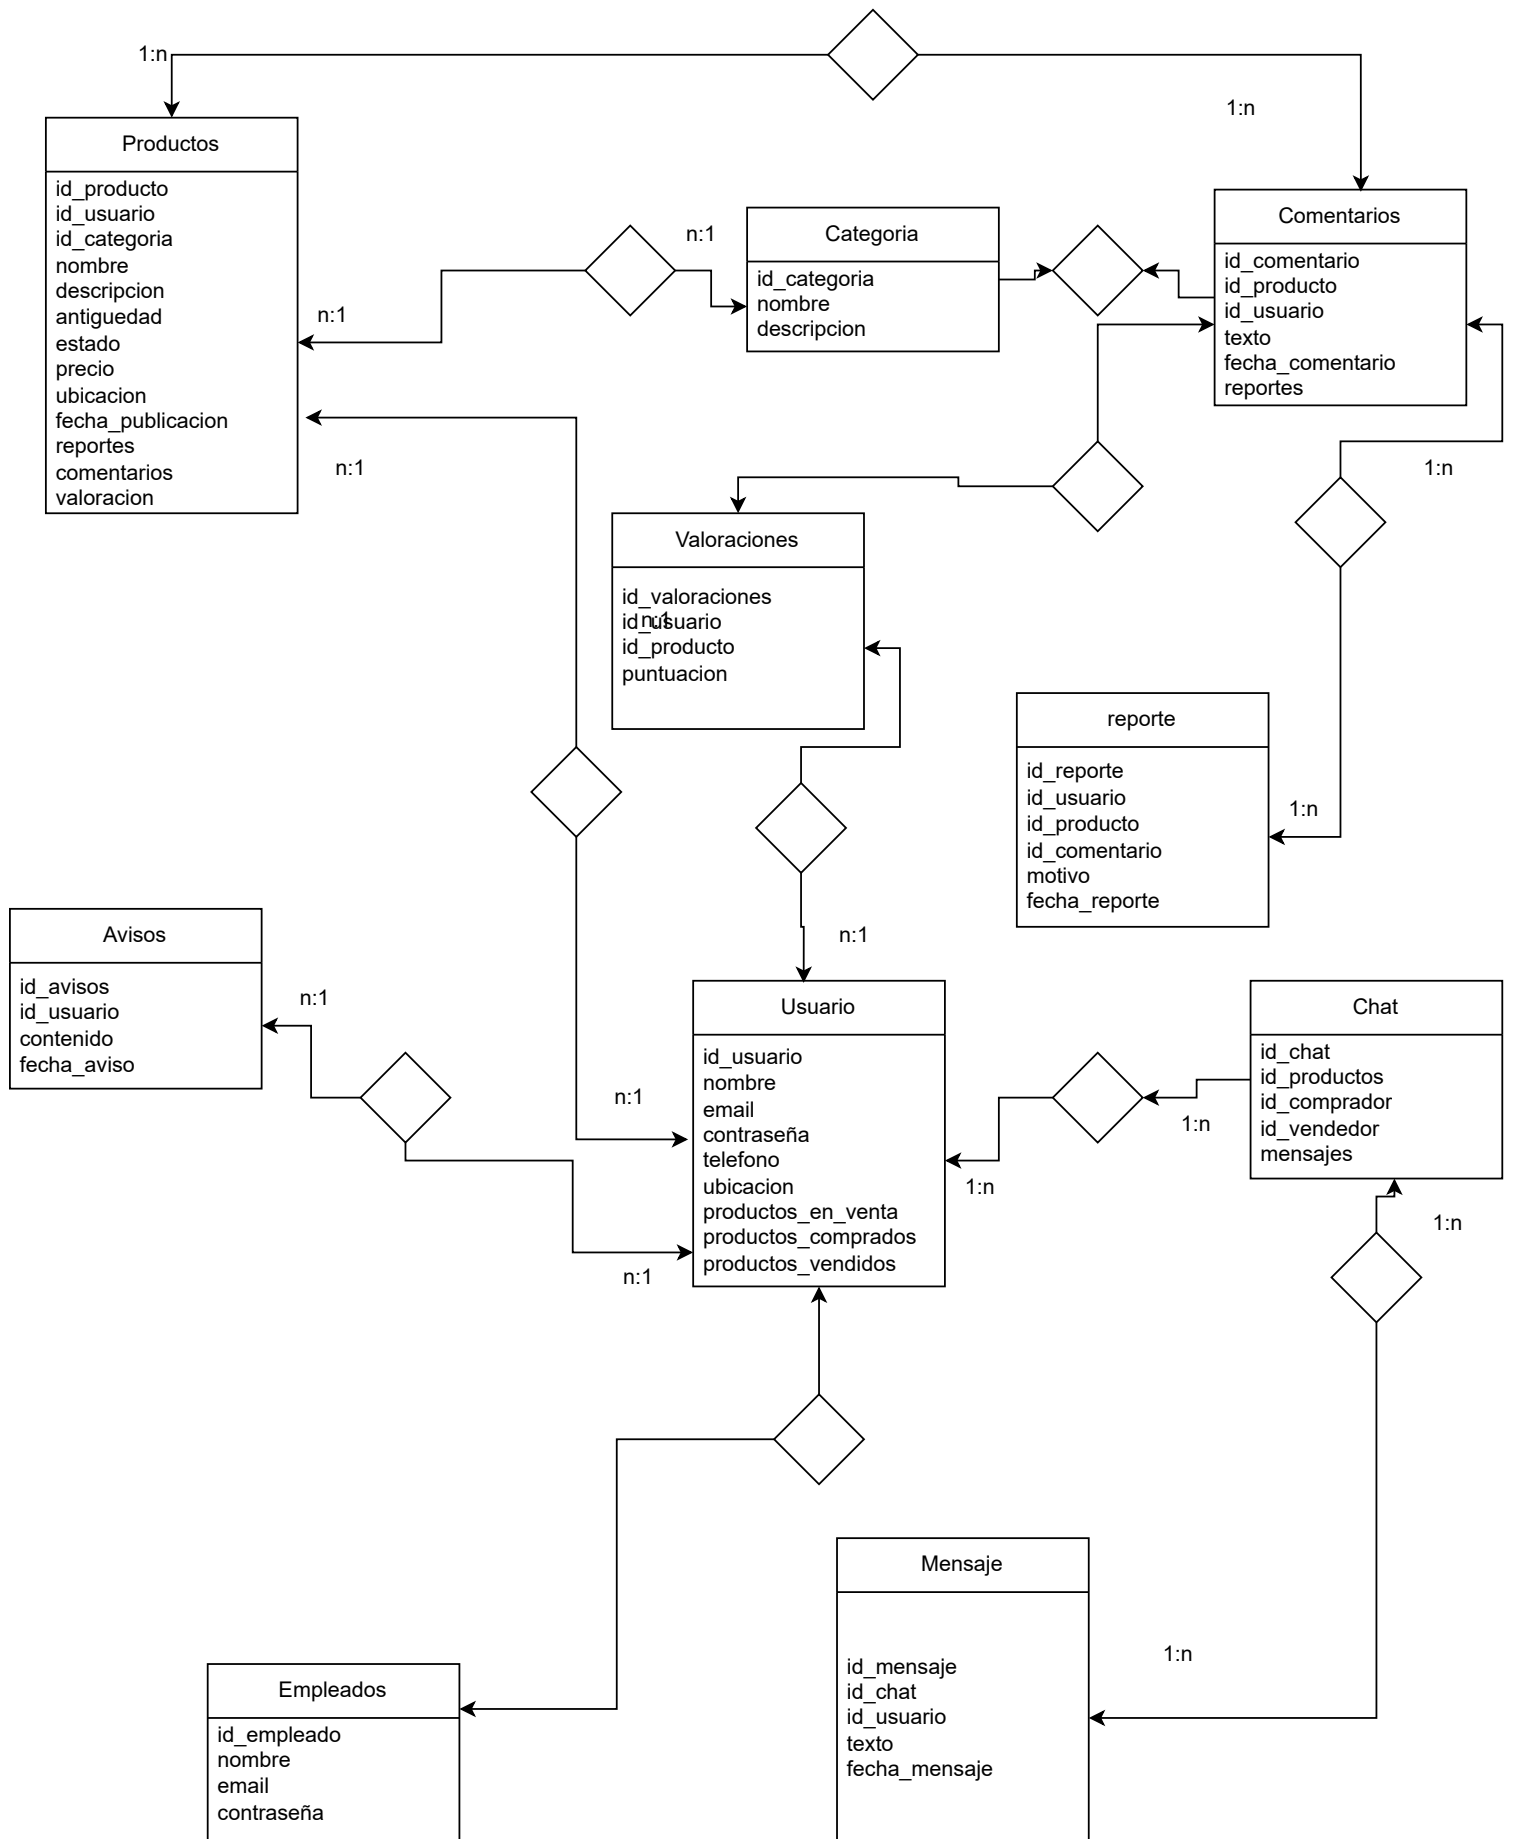 1:n
Productos
id_producto
id_usuario
id_categoria
nombre
descripcion
antiguedad
estado
precio
ubicacion
fecha_publicacion
reportes
comentarios
valoracion
n:1
n:1
n:1
Categoria
id_categoria
nombre
descripcion
1:n
Comentarios
id_comentario
id_producto
id_usuario
texto
fecha_comentario
reportes
1:n
Valoraciones
id_valoraciones
id_usuario
n:1
id_producto
puntuacion
reporte
id_reporte
id_usuario
id_producto
id_comentario
motivo
fecha_reporte
1:n
Avisos
id_avisos
id_usuario
contenido
fecha_aviso
n:1
n:1
n:1
n:1
Usuario
id_usuario
nombre
email
contraseña
telefono
ubicacion
productos_en_venta
productos_comprados
productos_vendidos
1:n
1:n
Chat
id_chat
id_productos
id_comprador
id_vendedor
mensajes
1:n
Mensaje
id_mensaje
id_chat
id_usuario
texto
fecha_mensaje
1:n
Empleados
id_empleado
nombre
email
contraseña